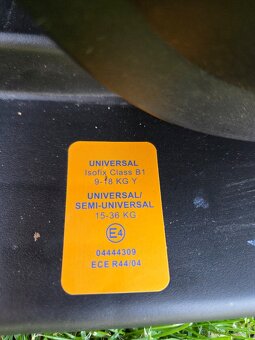 UNIVERSAL
Isofix Class B1
9-18 KG Y
UNIVERSAL/
SEMI-UNIVERSAL
15-36 KG
E4
04444309
ECE R44/04